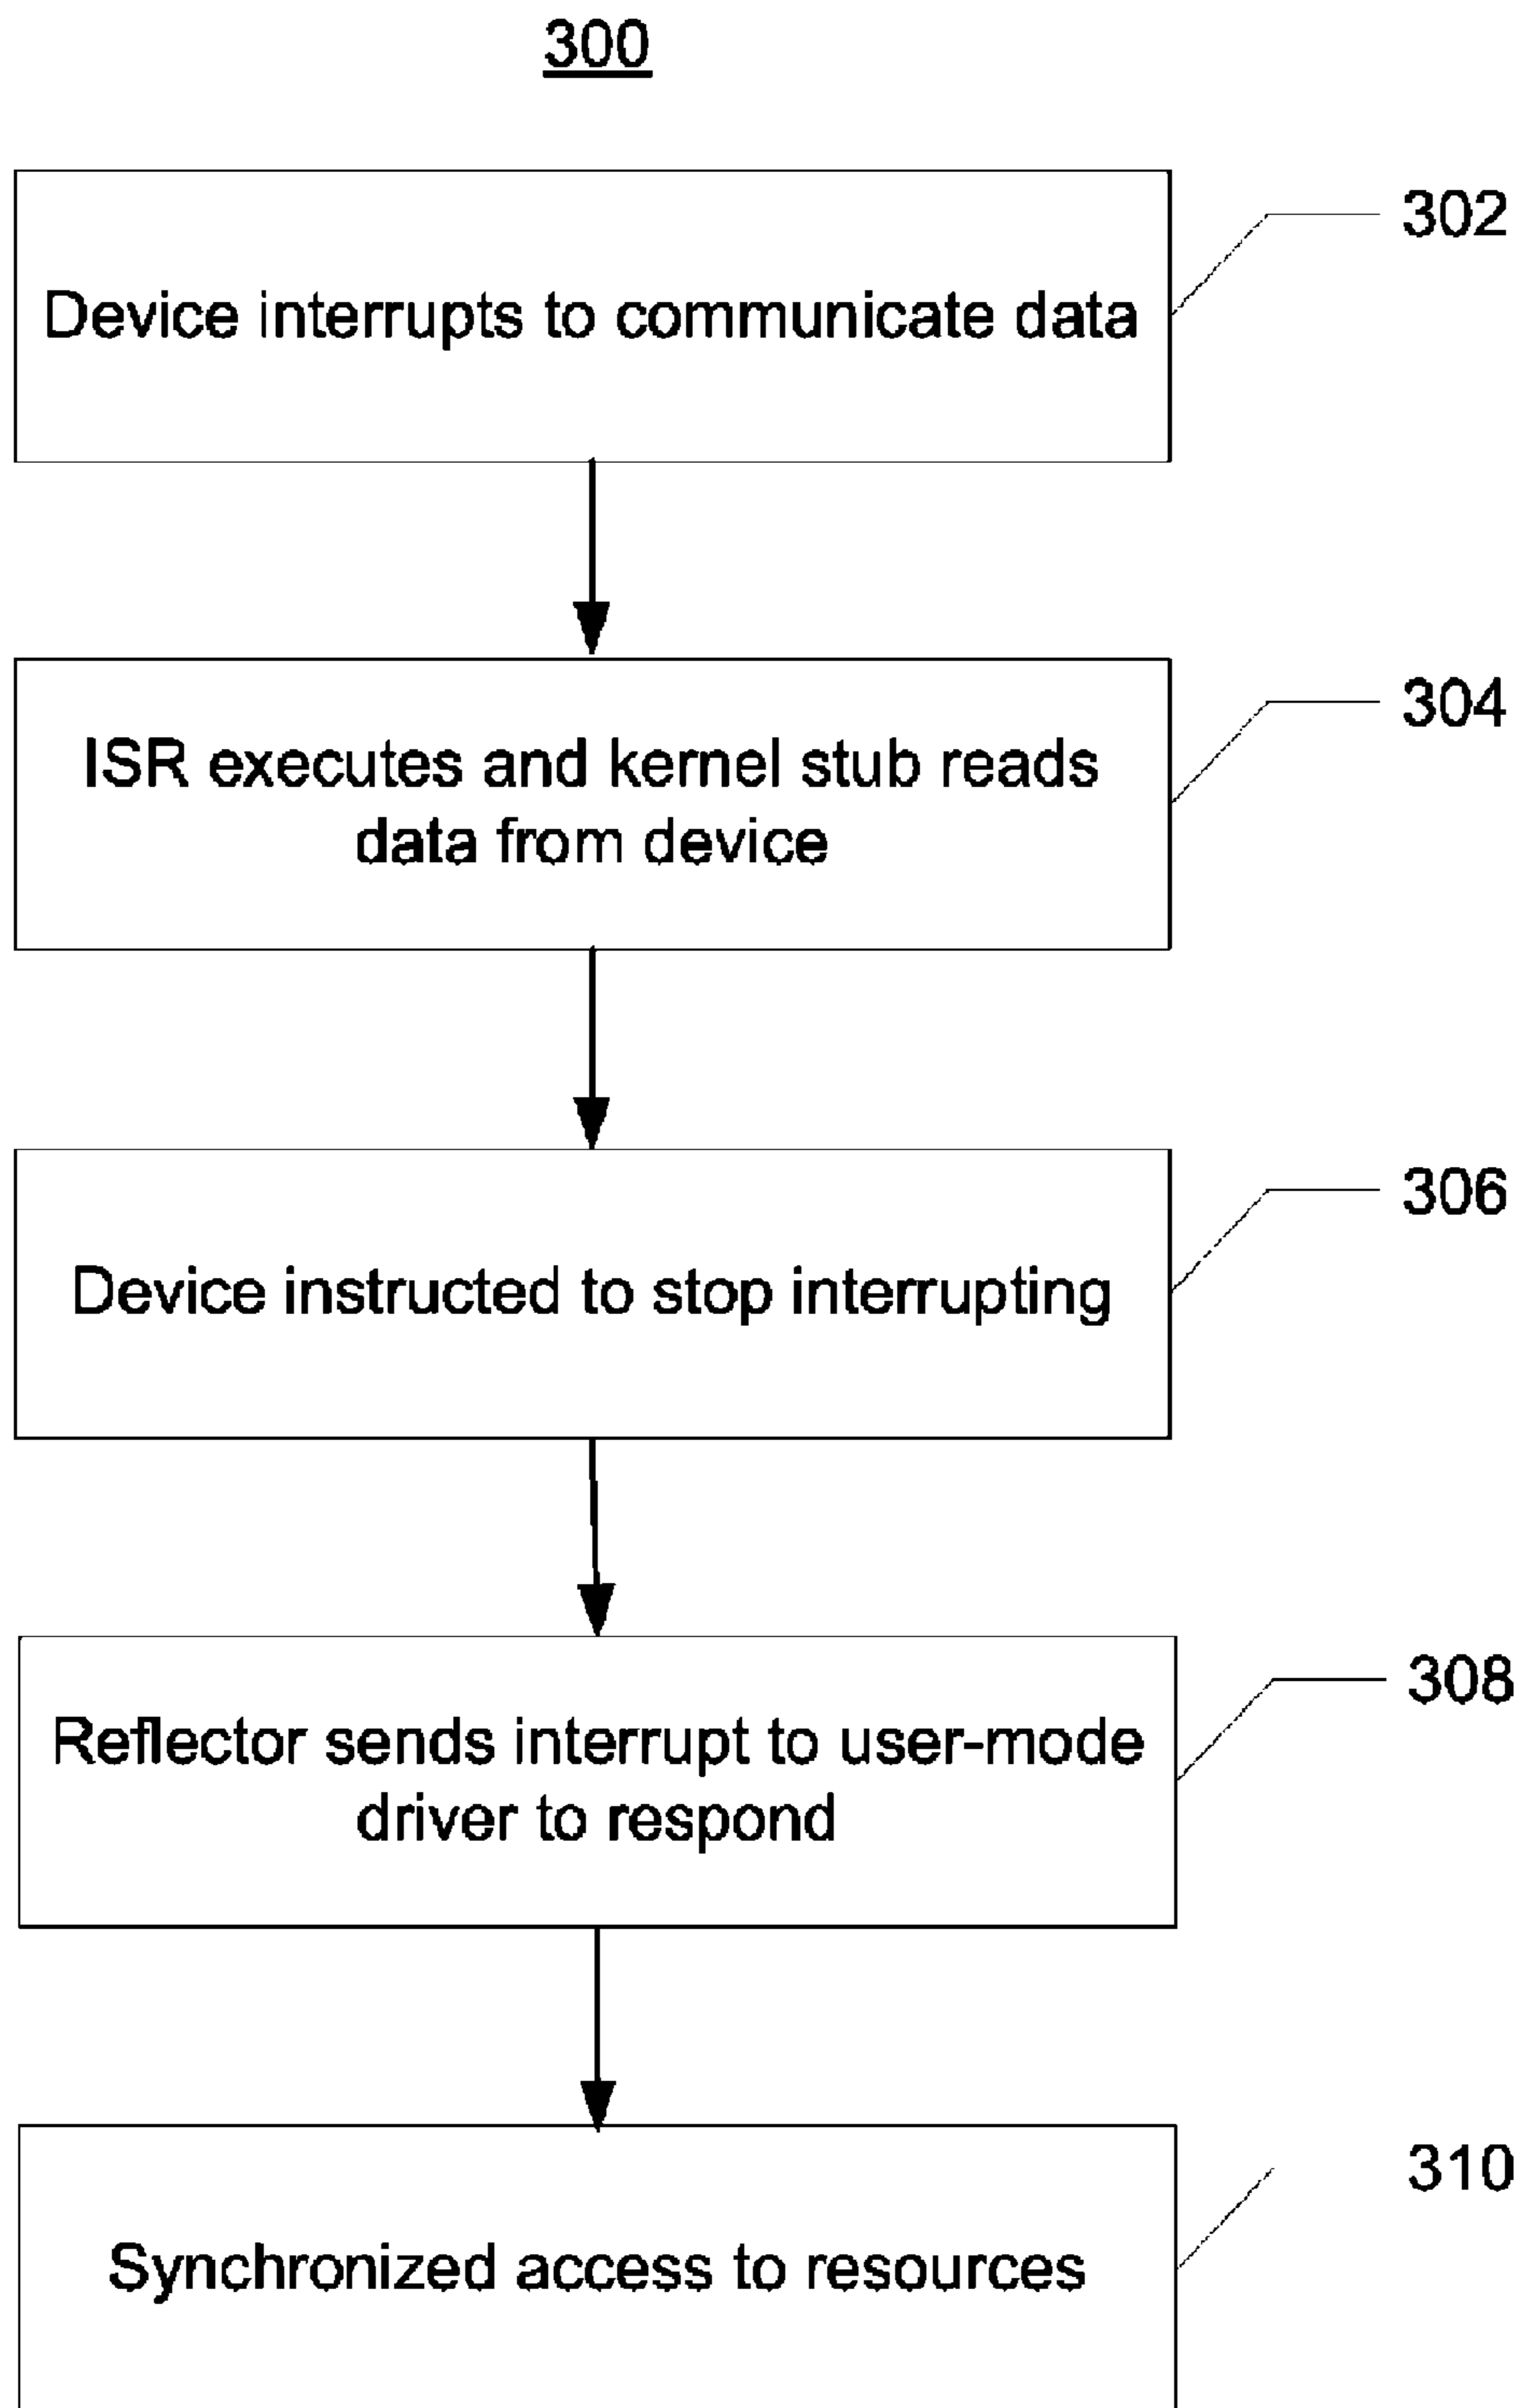 300
Device interrupts to communicate data
302
ISR executes and kernel stub reads
data from device
304
Device instructed to stop interrupting
306
Reflector sends interrupt to user-mode
driver to respond
308
Synchronized access to resources
310